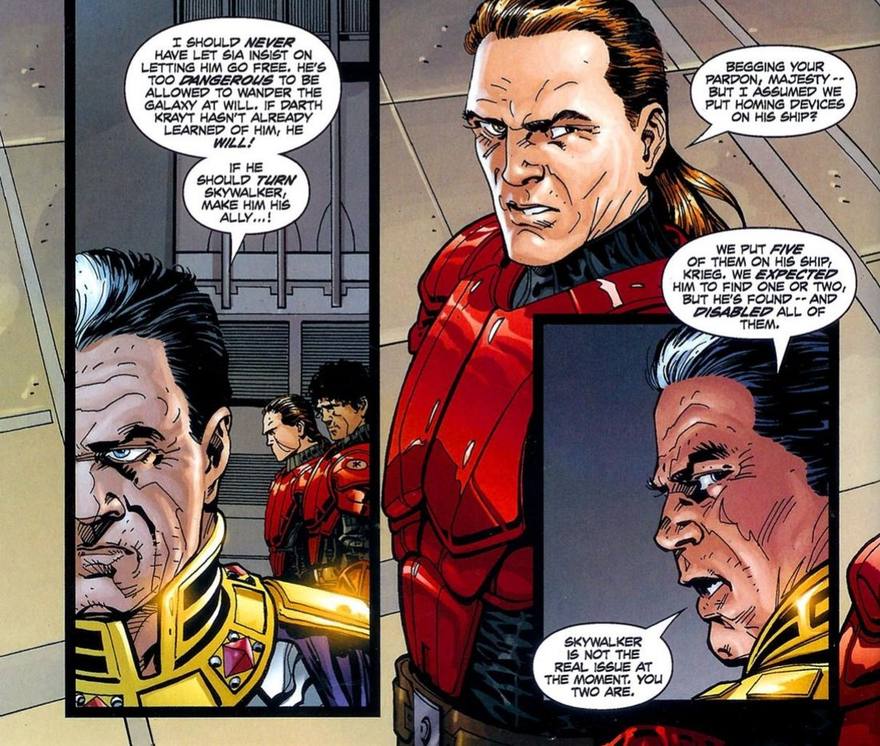 I SHOULD NEVER
HAVE LET SIA INSIST ON
LETTING HIM GO FREE. HE'S
TOO DANGEROUS TO BE
ALLOWED TO WANDER THE
GALAXY AT WILL. IF DARTH
KRAYT HASN'T ALREADY
LEARNED OF HIM, HE
WILL!
IF HE
SHOULD TURN
SKYWALKER,
MAKE HIM HIS
ALLY...!
BEGGING YOUR
PARDON, MAJESTY --
BUT I ASSUMED WE
PUT HOMING DEVICES
ON HIS SHIP?
WE PUT FIVE
OF THEM ON HIS SHIP,
KRIEG. WE EXPECTED
HIM TO FIND ONE OR TWO,
BUT HE'S FOUND -- AND
DISABLED ALL OF
THEM.
SKYWALKER
IS NOT THE
REAL ISSUE AT
THE MOMENT. YOU
TWO ARE.